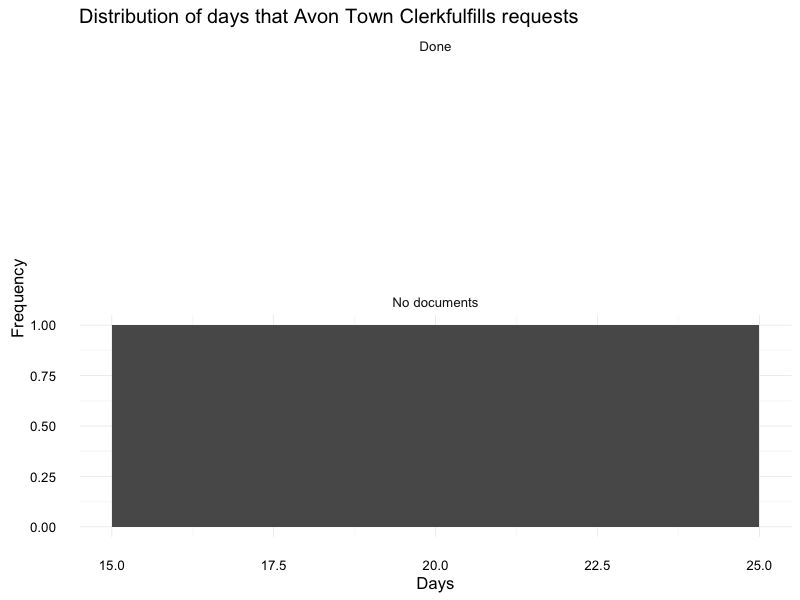 Distribution of days that Avon Town Clerkfulfills requests
Done
No documents
Frequency
1.00
0.75
0.50
0.25
0.00
15.0 17.5 20.0 22.5 25.0
Days